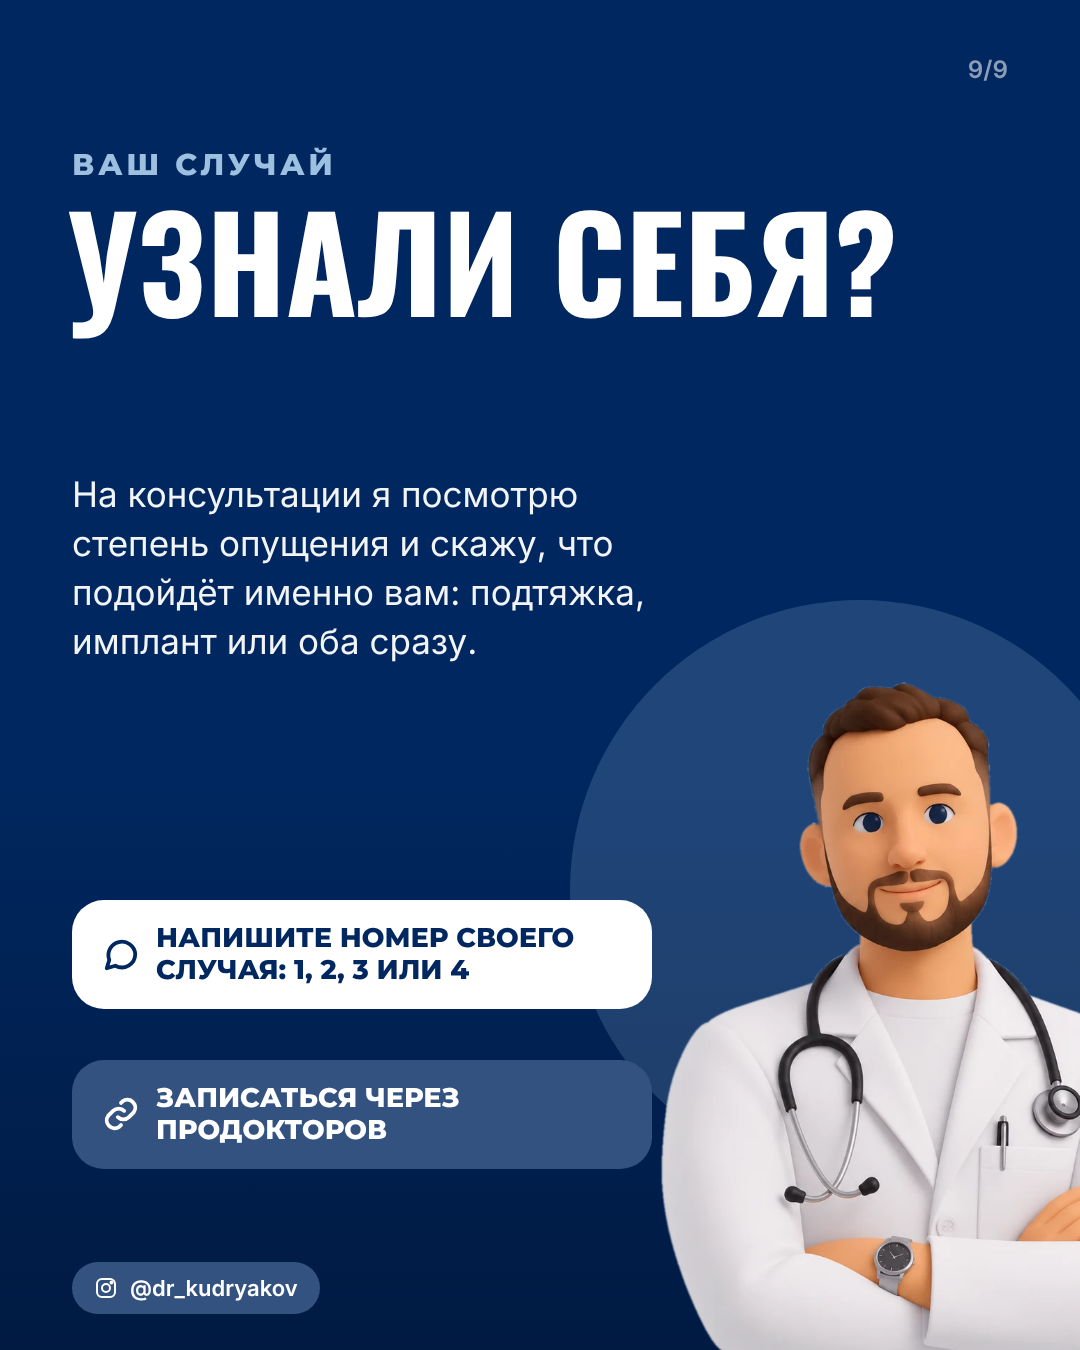 9/9
ВАШ СЛУЧАЙ
УЗНАЛИ СЕБЯ?
На консультации я посмотрю
степень опущения и скажу, что
подойдёт именно вам: подтяжка,
имплант или оба сразу.
НАПИШИТЕ НОМЕР СВОЕГО
СЛУЧАЯ: 1, 2, 3 ИЛИ 4
ЗАПИСАТЬСЯ ЧЕРЕЗ
ПРОДОКТОРОВ
@dr_kudryakov